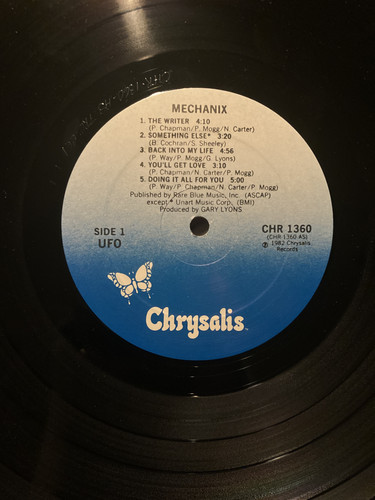 MECHANIX
1. THE WRITER 4:10
(P. Chapman/P. Mogg/N. Carter)
2. SOMETHING ELSE* 3:20
(B. Cochran/S. Sheeley)
3. BACK INTO MY LIFE 4:56
(P. Way/P. Mogg/G. Lyons)
4. YOU'LL GET LOVE 3:10
(P. Chapman/N. Carter/P. Mogg)
5. DOING IT ALL FOR YOU 5:00
(P. Way/P. Chapman/N. Carter/P. Mogg)
Published by Rare Blue Music, Inc. (ASCAP)
except * Unart Music Corp. (BMI)
Produced by GARY LYONS
SIDE 1
UFO
CHR 1360
(CHR 1360 AS)
℗ 1982 Chrysalis
Records
Chrysalis